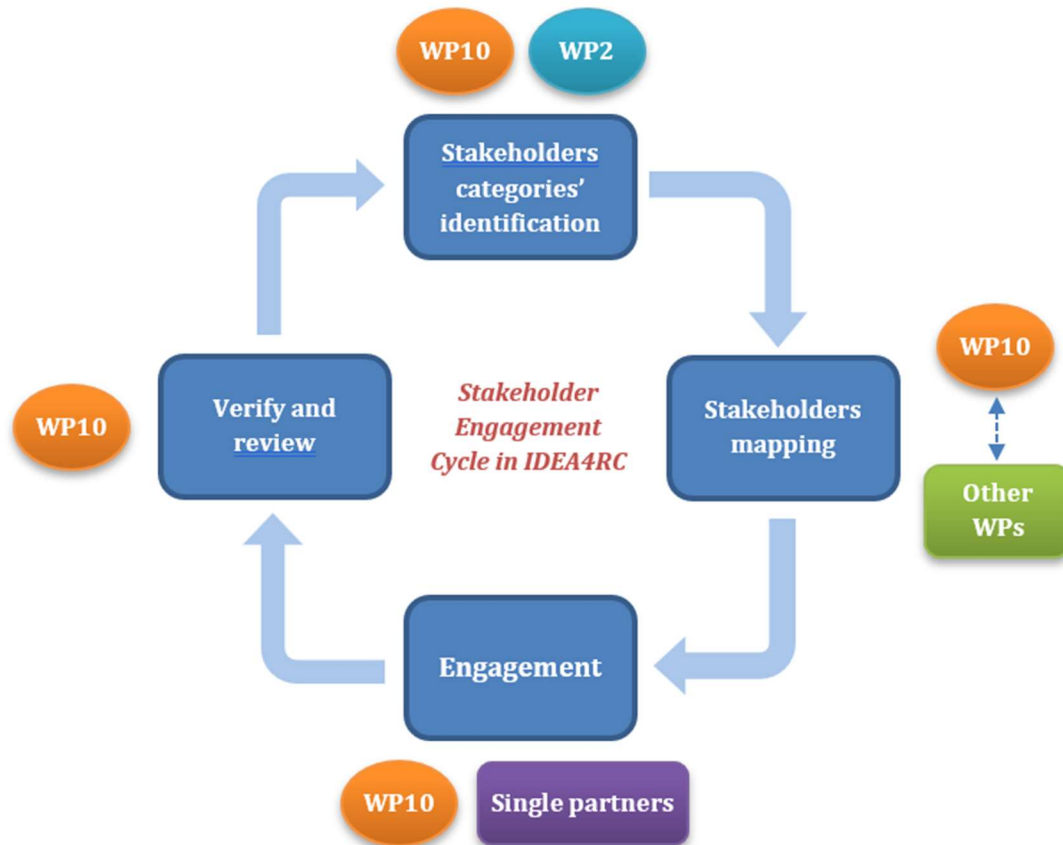 WP10
WP2
Stakeholders
categories’
identification
WP10
Stakeholders
mapping
Other
WPs
Stakeholder
Engagement
Cycle in IDEA4RC
Verify and
review
WP10
Engagement
WP10
Single partners